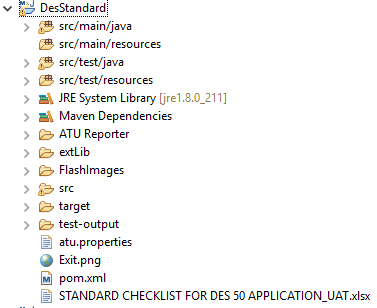 DesStandard
src/main/java
src/main/resources
src/test/java
src/test/resources
JRE System Library [jre1.8.0_211]
Maven Dependencies
ATU Reporter
extLib
FlashImages
src
target
test-output
atu.properties
Exit.png
pom.xml
STANDARD CHECKLIST FOR DES 50 APPLICATION_UAT.xlsx